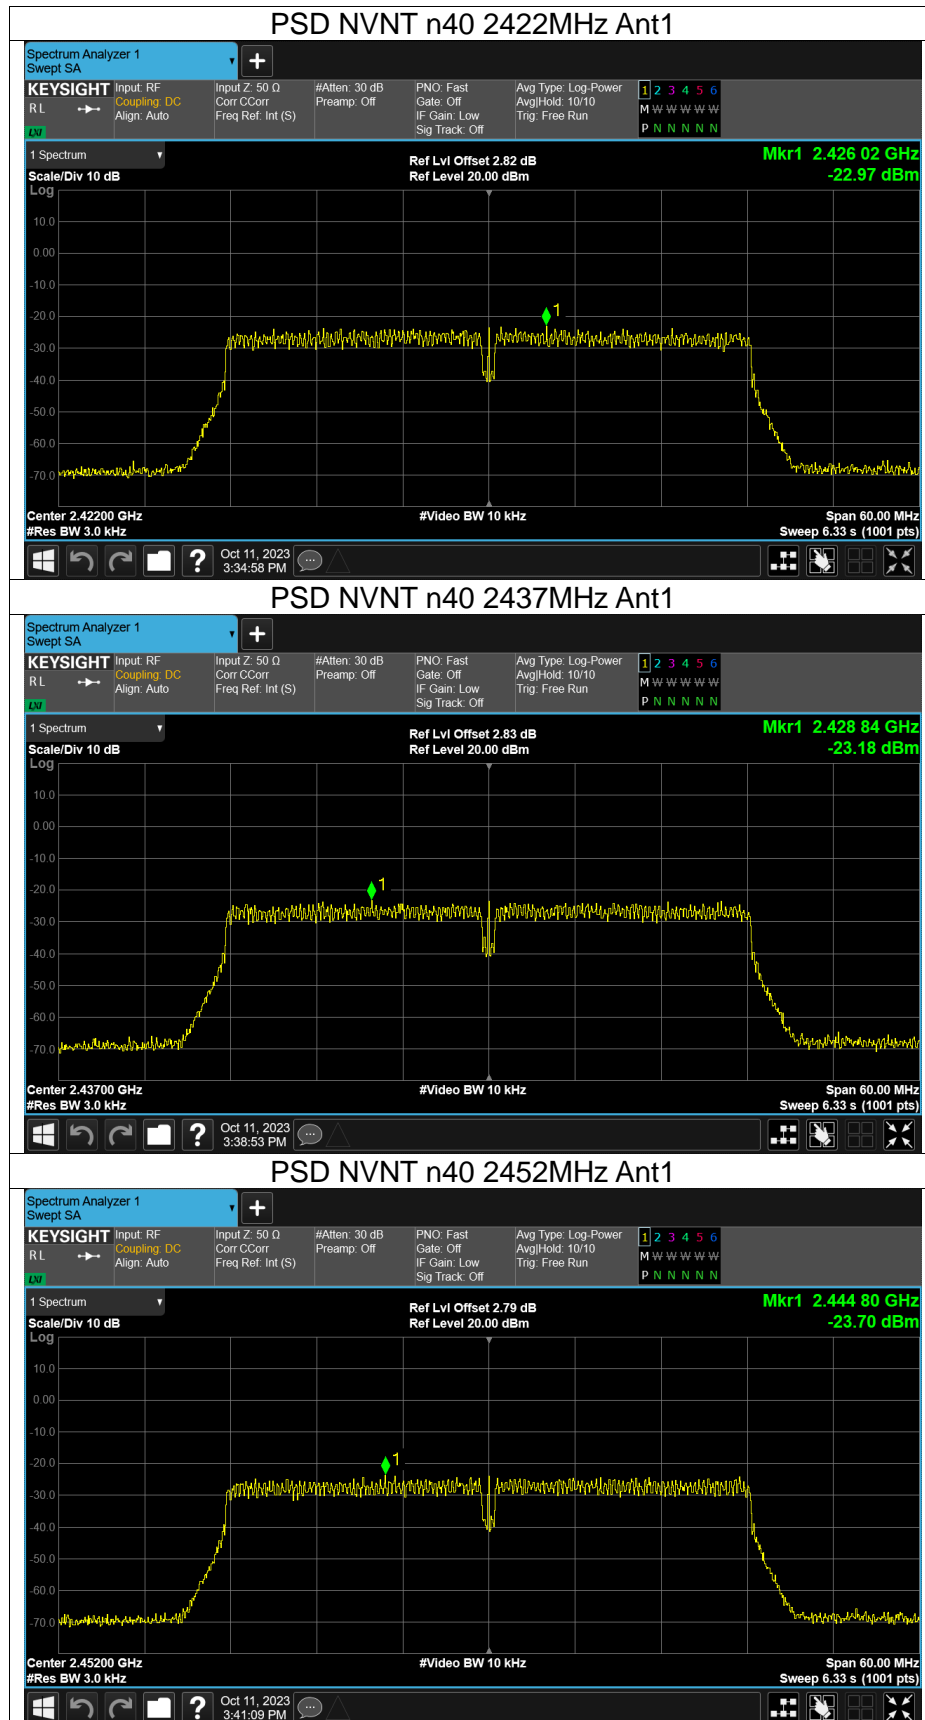 PSD NVNT n40 2422MHz Ant1
Spectrum Analyzer 1
Swept SA
+
KEYSIGHT
R L
LXI
Input: RF
Coupling: DC
Align: Auto
Input Z: 50 Ω
Corr CCorr
Freq Ref: Int (S)
#Atten: 30 dB
Preamp: Off
PNO: Fast
Gate: Off
IF Gain: Low
Sig Track: Off
Avg Type: Log-Power
Avg|Hold: 10/10
Trig: Free Run
1 2 3 4 5 6
M W W W W W
P N N N N N
1 Spectrum
Scale/Div 10 dB
Log
Ref Lvl Offset 2.82 dB
Ref Level 20.00 dBm
Mkr1 2.426 02 GHz
-22.97 dBm
10.0
0.00
-10.0
-20.0
-30.0
-40.0
-50.0
-60.0
-70.0
1
Center 2.42200 GHz
#Res BW 3.0 kHz
#Video BW 10 kHz
Span 60.00 MHz
Sweep 6.33 s (1001 pts)
?
Oct 11, 2023
3:34:58 PM
PSD NVNT n40 2437MHz Ant1
Spectrum Analyzer 1
Swept SA
+
KEYSIGHT
R L
LXI
Input: RF
Coupling: DC
Align: Auto
Input Z: 50 Ω
Corr CCorr
Freq Ref: Int (S)
#Atten: 30 dB
Preamp: Off
PNO: Fast
Gate: Off
IF Gain: Low
Sig Track: Off
Avg Type: Log-Power
Avg|Hold: 10/10
Trig: Free Run
1 2 3 4 5 6
M W W W W W
P N N N N N
1 Spectrum
Scale/Div 10 dB
Log
Ref Lvl Offset 2.83 dB
Ref Level 20.00 dBm
Mkr1 2.428 84 GHz
-23.18 dBm
10.0
0.00
-10.0
-20.0
-30.0
-40.0
-50.0
-60.0
-70.0
1
Center 2.43700 GHz
#Res BW 3.0 kHz
#Video BW 10 kHz
Span 60.00 MHz
Sweep 6.33 s (1001 pts)
?
Oct 11, 2023
3:38:53 PM
PSD NVNT n40 2452MHz Ant1
Spectrum Analyzer 1
Swept SA
+
KEYSIGHT
R L
LXI
Input: RF
Coupling: DC
Align: Auto
Input Z: 50 Ω
Corr CCorr
Freq Ref: Int (S)
#Atten: 30 dB
Preamp: Off
PNO: Fast
Gate: Off
IF Gain: Low
Sig Track: Off
Avg Type: Log-Power
Avg|Hold: 10/10
Trig: Free Run
1 2 3 4 5 6
M W W W W W
P N N N N N
1 Spectrum
Scale/Div 10 dB
Log
Ref Lvl Offset 2.79 dB
Ref Level 20.00 dBm
Mkr1 2.444 80 GHz
-23.70 dBm
10.0
0.00
-10.0
-20.0
-30.0
-40.0
-50.0
-60.0
-70.0
1
Center 2.45200 GHz
#Res BW 3.0 kHz
#Video BW 10 kHz
Span 60.00 MHz
Sweep 6.33 s (1001 pts)
?
Oct 11, 2023
3:41:09 PM